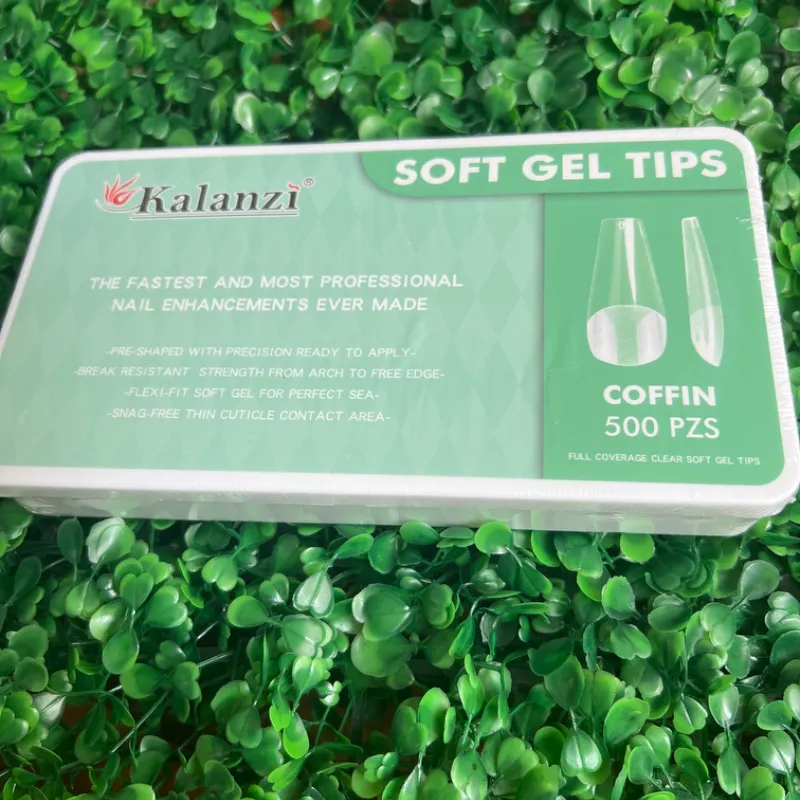 Kalanzi®
SOFT GEL TIPS
THE FASTEST AND MOST PROFESSIONAL
NAIL ENHANCEMENTS EVER MADE
-PRE-SHAPED WITH PRECISION READY TO APPLY-
-BREAK RESISTANT STRENGTH FROM ARCH TO FREE EDGE-
-FLEXI-FIT SOFT GEL FOR PERFECT SEA-
-SNAG-FREE THIN CUTICLE CONTACT AREA-
COFFIN
500 PZS
FULL COVERAGE CLEAR SOFT GEL TIPS